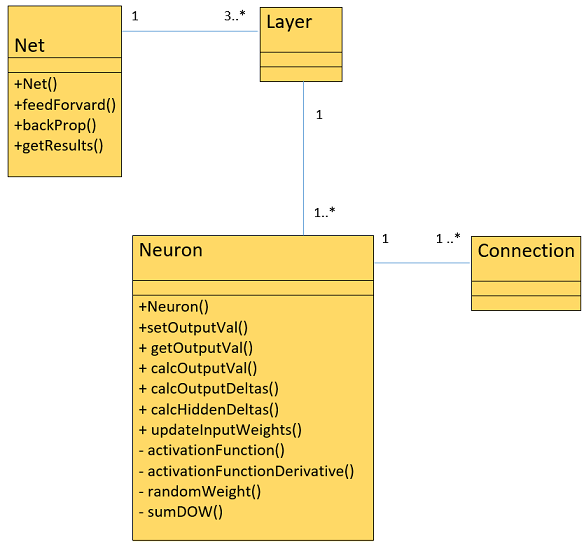 Net
+Net()
+feedForvard()
+backProp()
+getResults()
1
3..*
Layer
1
1..*
Neuron
+Neuron()
+setOutputVal()
+ getOutputVal()
+ calcOutputVal()
+ calcOutputDeltas()
+ calcHiddenDeltas()
+ updateInputWeights()
- activationFunction()
- activationFunctionDerivative()
- randomWeight()
- sumDOW()
1
1 ..*
Connection